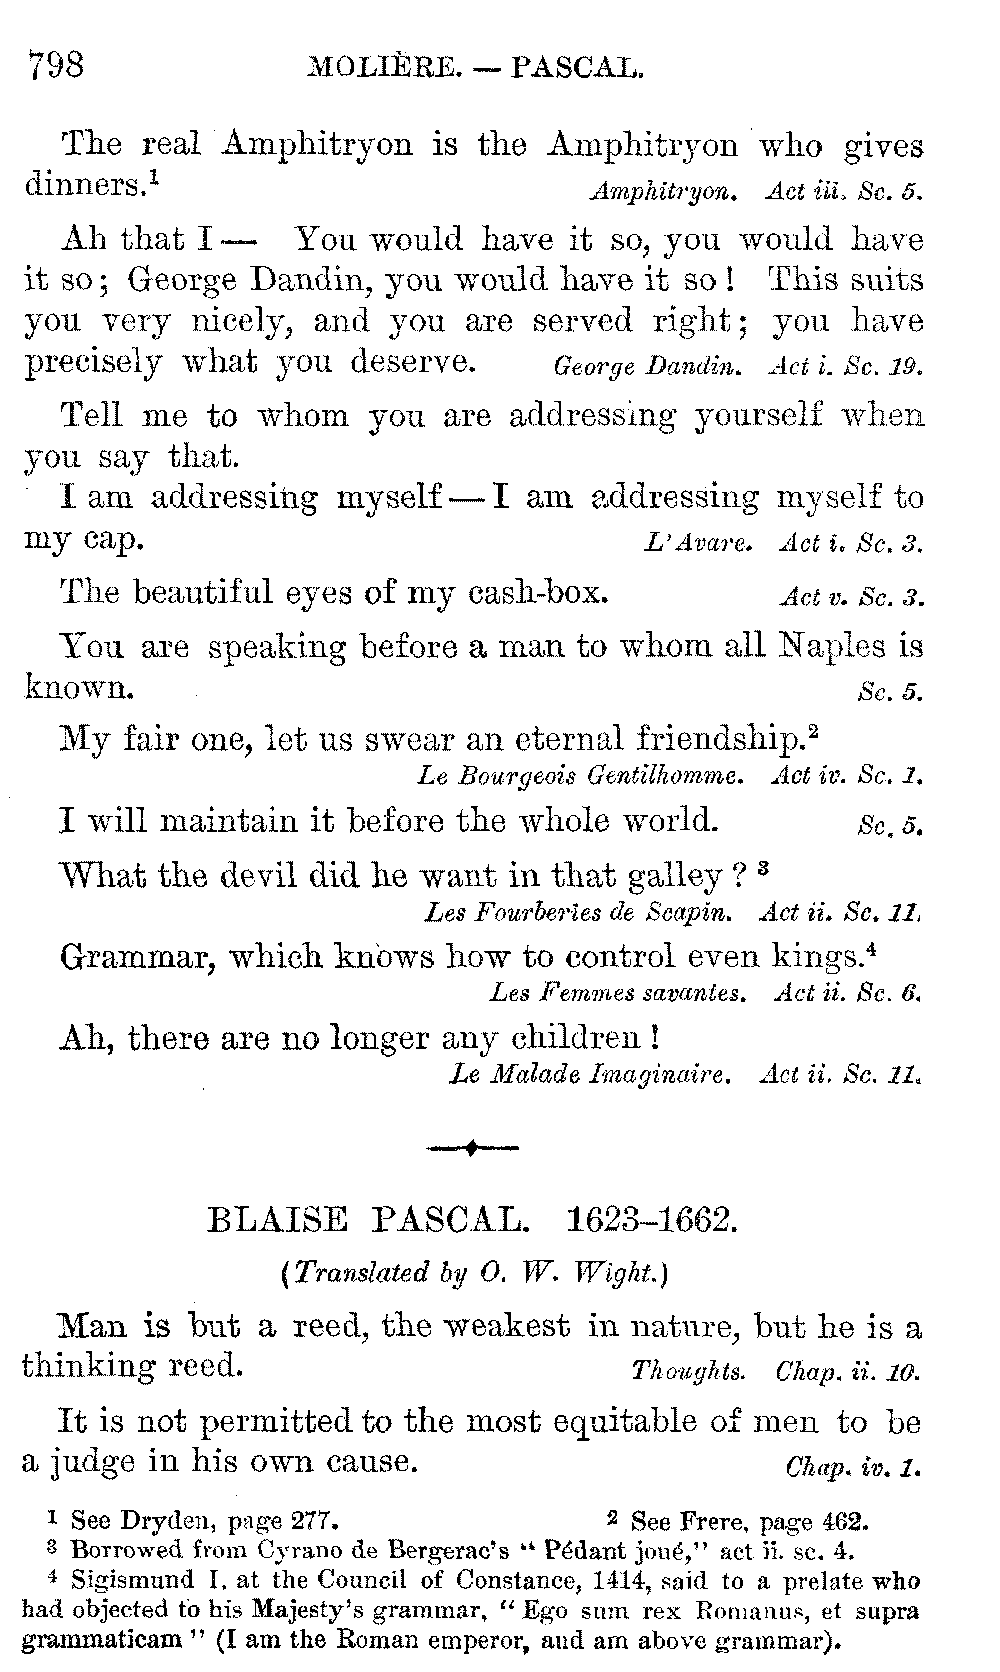 798 MOLIÈRE. — PASCAL.
The real Amphitryon is the Amphitryon who gives
dinners.¹ Amphitryon. Act iii. Sc. 5.
Ah that I — You would have it so, you would have
it so; George Dandin, you would have it so! This suits
you very nicely, and you are served right; you have
precisely what you deserve. George Dandin. Act i. Sc. 19.
Tell me to whom you are addressing yourself when
you say that.
I am addressing myself — I am addressing myself to
my cap. L'Avare. Act i. Sc. 3.
The beautiful eyes of my cash-box. Act v. Sc. 3.
You are speaking before a man to whom all Naples is
known. Sc. 5.
My fair one, let us swear an eternal friendship.²
Le Bourgeois Gentilhomme. Act iv. Sc. 1.
I will maintain it before the whole world. Sc. 5.
What the devil did he want in that galley?³
Les Fourberies de Scapin. Act ii. Sc. 11.
Grammar, which knows how to control even kings.⁴
Les Femmes savantes. Act ii. Sc. 6.
Ah, there are no longer any children!
Le Malade Imaginaire. Act ii. Sc. 11.
BLAISE PASCAL. 1623–1662.
(Translated by O. W. Wight.)
Man is but a reed, the weakest in nature, but he is a
thinking reed. Thoughts. Chap. ii. 10.
It is not permitted to the most equitable of men to be
a judge in his own cause. Chap. iv. 1.
¹ See Dryden, page 277. ² See Frere, page 462.
³ Borrowed from Cyrano de Bergerac's "Pédant joué," act ii. sc. 4.
⁴ Sigismund I. at the Council of Constance, 1414, said to a prelate who
had objected to his Majesty's grammar, "Ego sum rex Romanus, et supra
grammaticam" (I am the Roman emperor, and am above grammar).